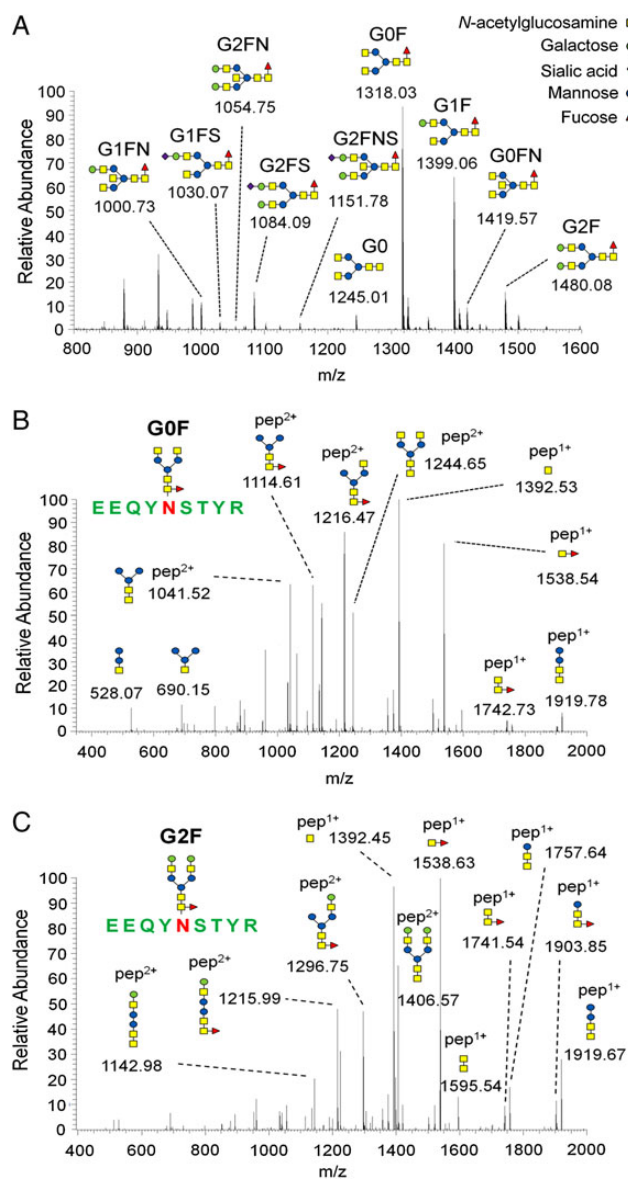 A
N-acetylglucosamine
Galactose
Sialic acid
Mannose
Fucose
G2FN
1054.75
G0F
1318.03
G1FN
1000.73
G1FS
1030.07
G2FS
1084.09
G2FNS
1151.78
G0
1245.01
G1F
1399.06
G0FN
1419.57
G2F
1480.08
Relative Abundance
100
90
80
70
60
50
40
30
20
10
0
800 900 1000 1100 1200 1300 1400 1500 1600
m/z
B
G0F
EEQYNSTYR
pep2+
1114.61
pep2+
1216.47
pep2+
1244.65
pep1+
1392.53
pep1+
1538.54
pep2+
1041.52
528.07
690.15
pep1+
1742.73
pep1+
1919.78
Relative Abundance
100
90
80
70
60
50
40
30
20
10
0
400 600 800 1000 1200 1400 1600 1800 2000
m/z
C
G2F
EEQYNSTYR
pep1+
1392.45
pep1+
1538.63
pep1+
1757.64
pep2+
1296.75
pep2+
1406.57
pep1+
1741.54
pep1+
1903.85
pep2+
1142.98
pep2+
1215.99
pep1+
1595.54
pep1+
1919.67
Relative Abundance
100
90
80
70
60
50
40
30
20
10
0
400 600 800 1000 1200 1400 1600 1800 2000
m/z